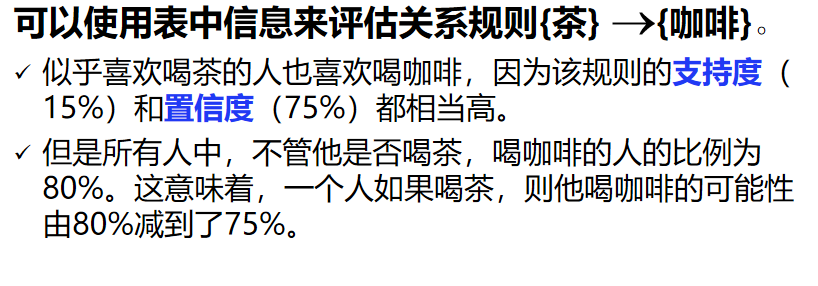 可以使用表中信息来评估关系规则{茶} →{咖啡}。
✓ 似乎喜欢喝茶的人也喜欢喝咖啡，因为该规则的支持度（
15%）和置信度（75%）都相当高。
✓ 但是所有人中，不管他是否喝茶，喝咖啡的人的比例为
80%。这意味着，一个人如果喝茶，则他喝咖啡的可能性
由80%减到了75%。